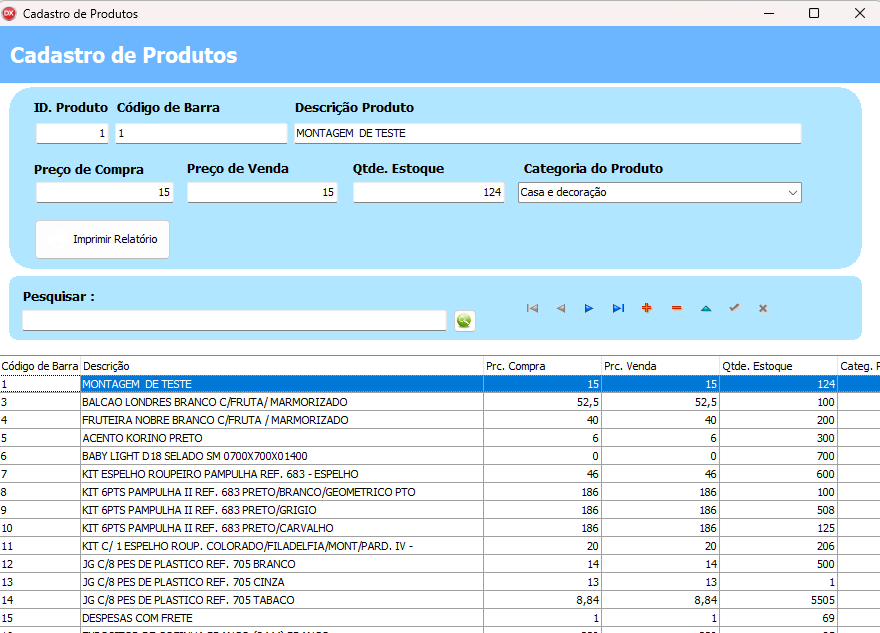 DX Cadastro de Produtos
Cadastro de Produtos
ID. Produto Código de Barra Descrição Produto
1 1 MONTAGEM DE TESTE
Preço de Compra Preço de Venda Qtde. Estoque Categoria do Produto
15 15 124 Casa e decoração
Imprimir Relatório
Pesquisar :
Código de Barra Descrição Prc. Compra Prc. Venda Qtde. Estoque Categ. P
1 MONTAGEM DE TESTE 15 15 124
3 BALCAO LONDRES BRANCO C/FRUTA/ MARMORIZADO 52,5 52,5 100
4 FRUTEIRA NOBRE BRANCO C/FRUTA / MARMORIZADO 40 40 200
5 ACENTO KORINO PRETO 6 6 300
6 BABY LIGHT D18 SELADO SM 0700X700X01400 0 0 700
7 KIT ESPELHO ROUPEIRO PAMPULHA REF. 683 - ESPELHO 46 46 600
8 KIT 6PTS PAMPULHA II REF. 683 PRETO/BRANCO/GEOMETRICO PTO 186 186 100
9 KIT 6PTS PAMPULHA II REF. 683 PRETO/GRIGIO 186 186 508
10 KIT 6PTS PAMPULHA II REF. 683 PRETO/CARVALHO 186 186 125
11 KIT C/ 1 ESPELHO ROUP. COLORADO/FILADELFIA/MONT/PARD. IV - 20 20 206
12 JG C/8 PES DE PLASTICO REF. 705 BRANCO 14 14 500
13 JG C/8 PES DE PLASTICO REF. 705 CINZA 13 13 1
14 JG C/8 PES DE PLASTICO REF. 705 TABACO 8,84 8,84 5505
15 DESPESAS COM FRETE 1 1 69